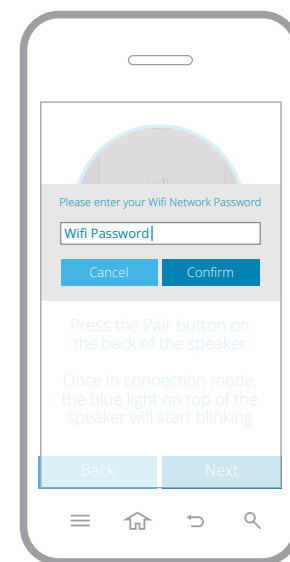 Please enter your Wifi Network Password
Wifi Password
Cancel Confirm
Press the Pair button on
the back of the speaker
Once in connection mode,
the blue light on top of the
speaker will start blinking
Back Next